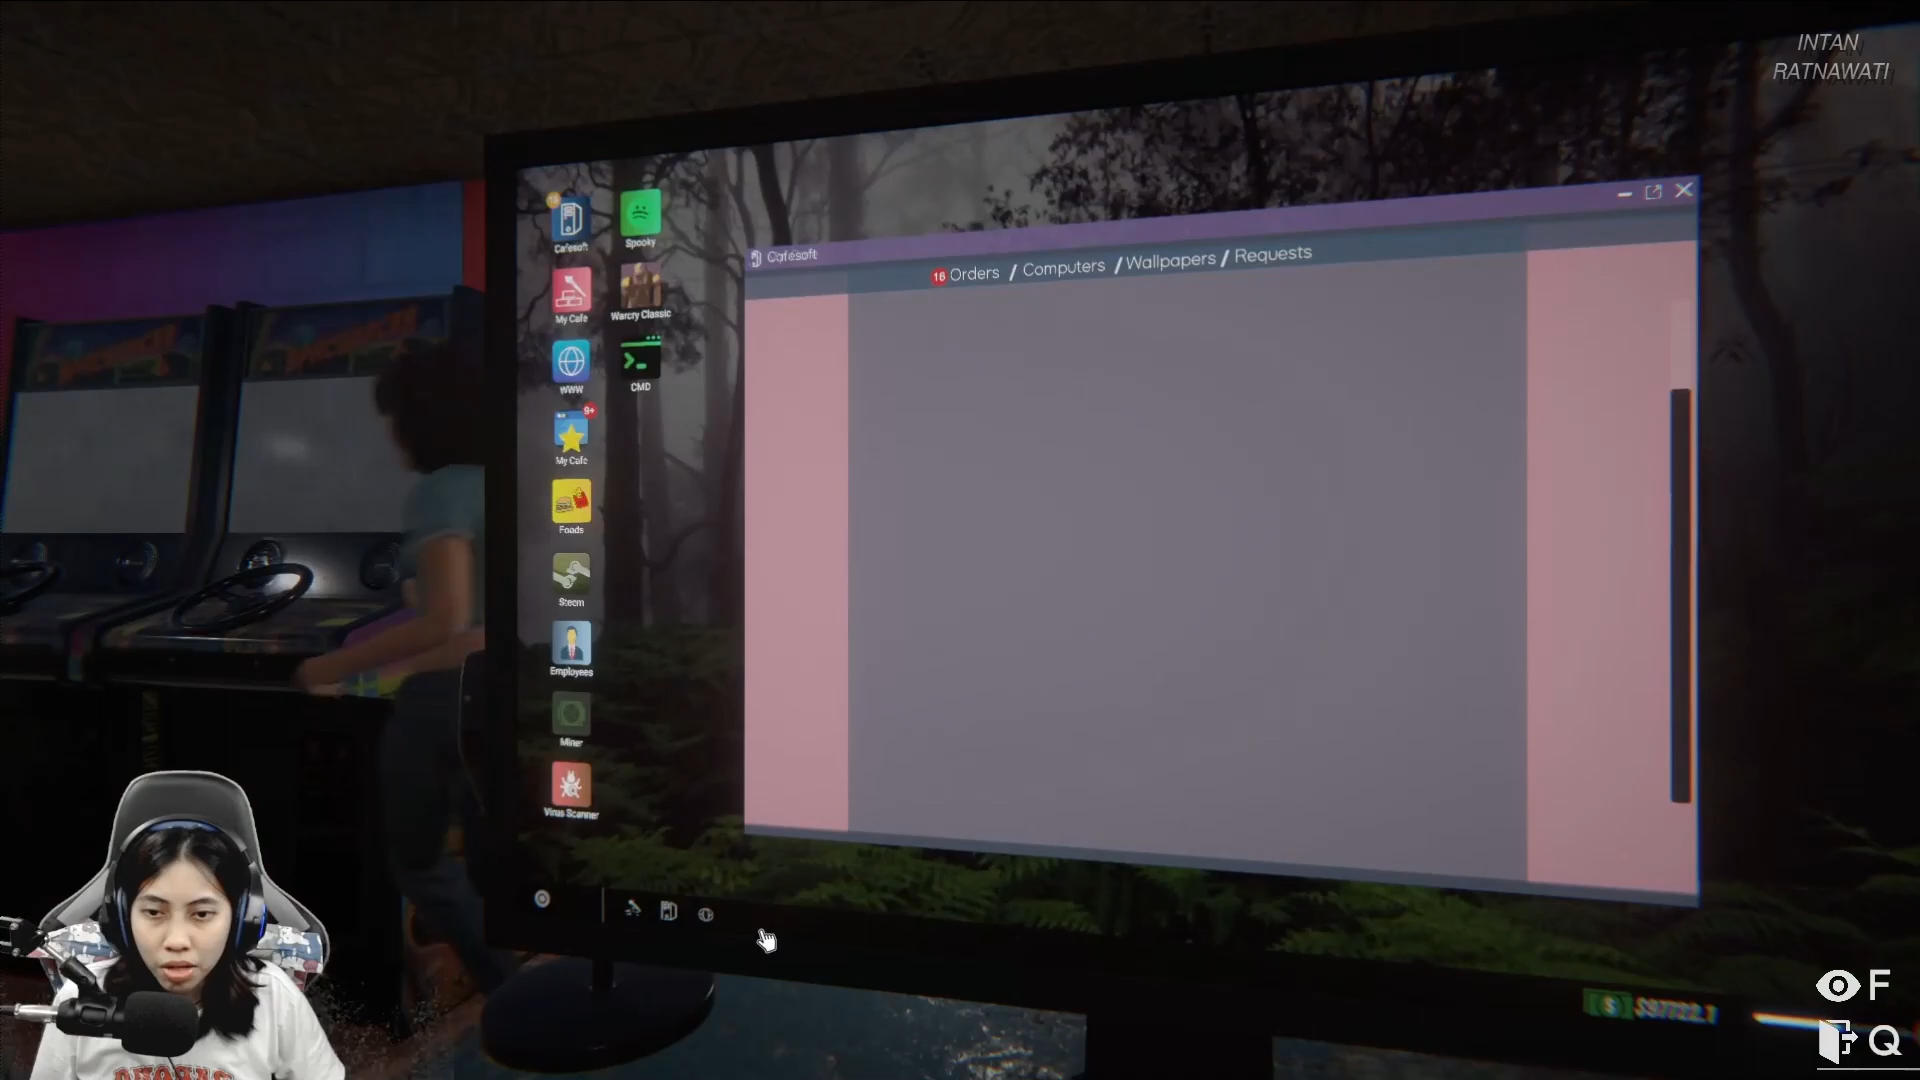 INTAN
RATNAWATI
Cafesoft
Spooky
My Cafe
Warcry Classic
WWW
CMD
9+
My Cafe
Foods
Steem
Employees
Miner
Virus Scanner
Cafesoft
16 Orders / Computers / Wallpapers / Requests
F
Q